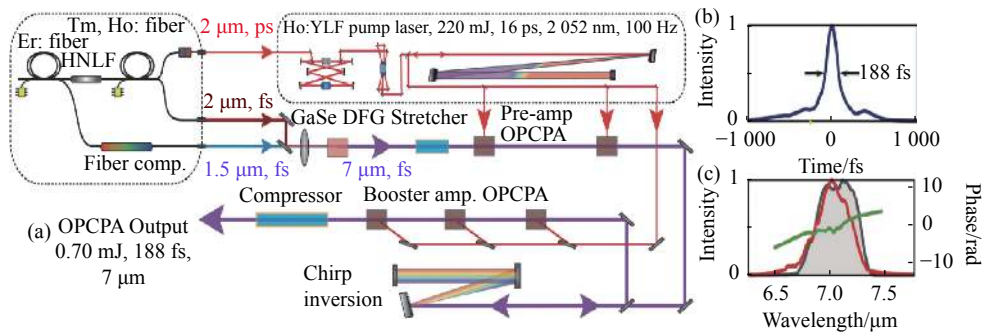 Tm, Ho: fiber
Er: fiber
HNLF
Fiber comp.
2 μm, ps
2 μm, fs
1.5 μm, fs
Ho:YLF pump laser, 220 mJ, 16 ps, 2 052 nm, 100 Hz
GaSe DFG Stretcher
7 μm, fs
Pre-amp
OPCPA
Compressor
Booster amp. OPCPA
(a) OPCPA Output
0.70 mJ, 188 fs,
7 μm
Chirp
inversion
(b)
Intensity
1
0
188 fs
-1 000
0
1 000
Time/fs
(c)
Intensity
1
0
10
0
-10
Phase/rad
6.5
7.0
7.5
Wavelength/μm